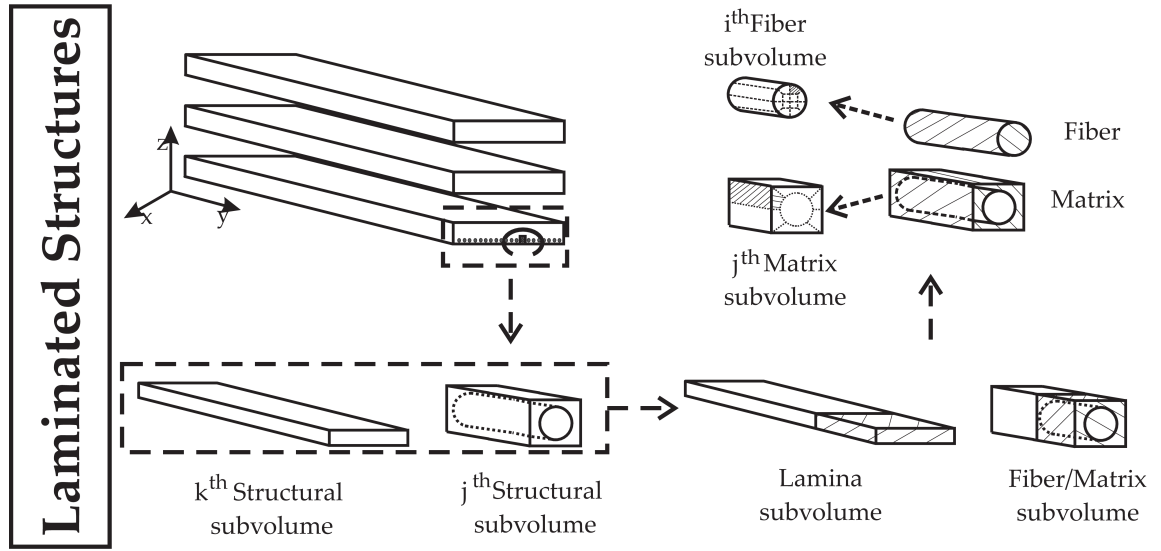 Laminated Structures
z
x
y
i^th Fiber
subvolume
Fiber
Matrix
j^th Matrix
subvolume
k^th Structural
subvolume
j^th Structural
subvolume
Lamina
subvolume
Fiber/Matrix
subvolume